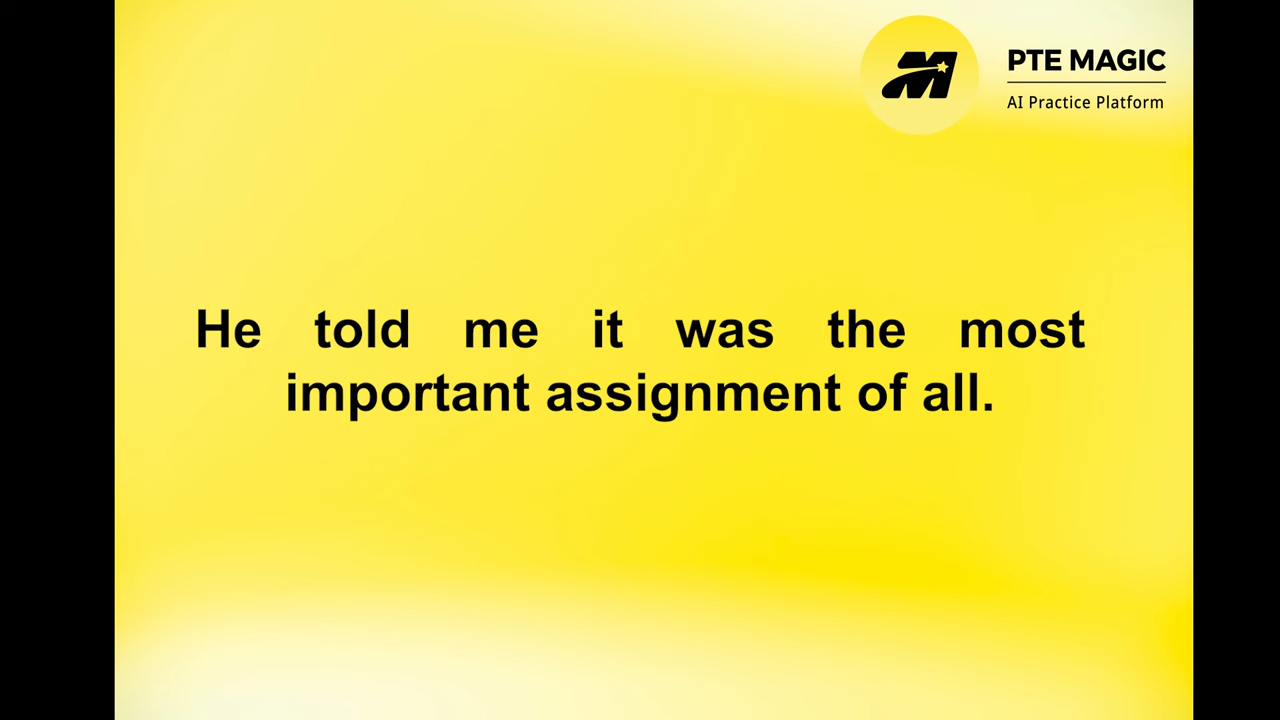 PTE MAGIC
AI Practice Platform
He told me it was the most
important assignment of all.